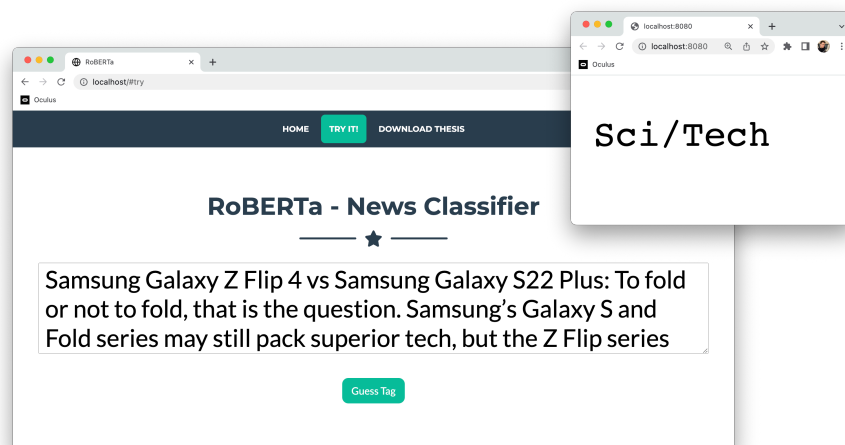 RoBERTa
localhost/#try
Oculus
HOME TRY IT! DOWNLOAD THESIS
RoBERTa - News Classifier
Samsung Galaxy Z Flip 4 vs Samsung Galaxy S22 Plus: To fold
or not to fold, that is the question. Samsung’s Galaxy S and
Fold series may still pack superior tech, but the Z Flip series
Guess Tag
localhost:8080
localhost:8080
Oculus
Sci/Tech